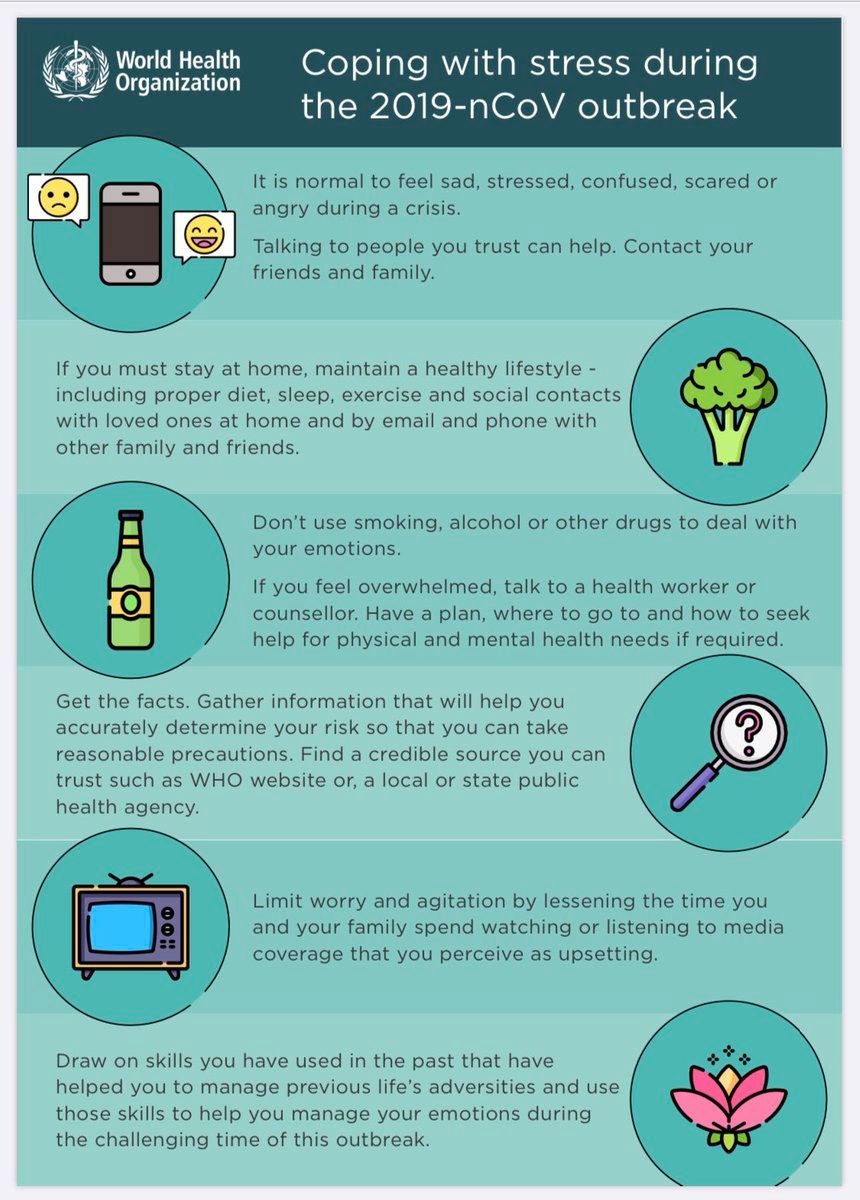 World Health
Organization
Coping with stress during
the 2019-nCoV outbreak
It is normal to feel sad, stressed, confused, scared or
angry during a crisis.
Talking to people you trust can help. Contact your
friends and family.
If you must stay at home, maintain a healthy lifestyle -
including proper diet, sleep, exercise and social contacts
with loved ones at home and by email and phone with
other family and friends.
Don’t use smoking, alcohol or other drugs to deal with
your emotions.
If you feel overwhelmed, talk to a health worker or
counsellor. Have a plan, where to go to and how to seek
help for physical and mental health needs if required.
Get the facts. Gather information that will help you
accurately determine your risk so that you can take
reasonable precautions. Find a credible source you can
trust such as WHO website or, a local or state public
health agency.
?
Limit worry and agitation by lessening the time you
and your family spend watching or listening to media
coverage that you perceive as upsetting.
Draw on skills you have used in the past that have
helped you to manage previous life’s adversities and use
those skills to help you manage your emotions during
the challenging time of this outbreak.